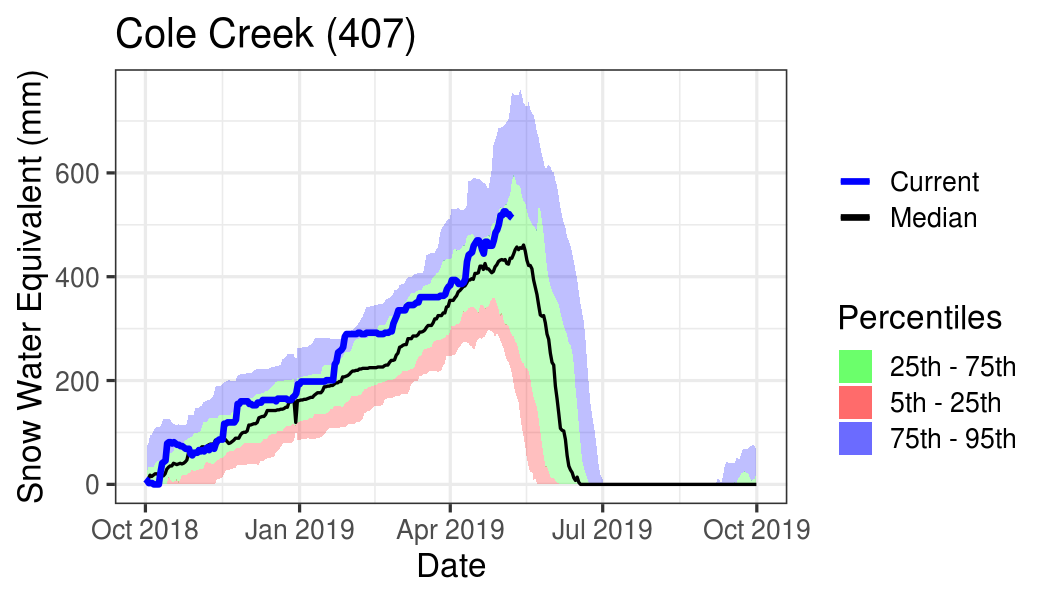 Cole Creek (407)
Snow Water Equivalent (mm)
600
400
200
0
Oct 2018
Jan 2019
Apr 2019
Jul 2019
Oct 2019
Date
Current
Median
Percentiles
25th - 75th
5th - 25th
75th - 95th